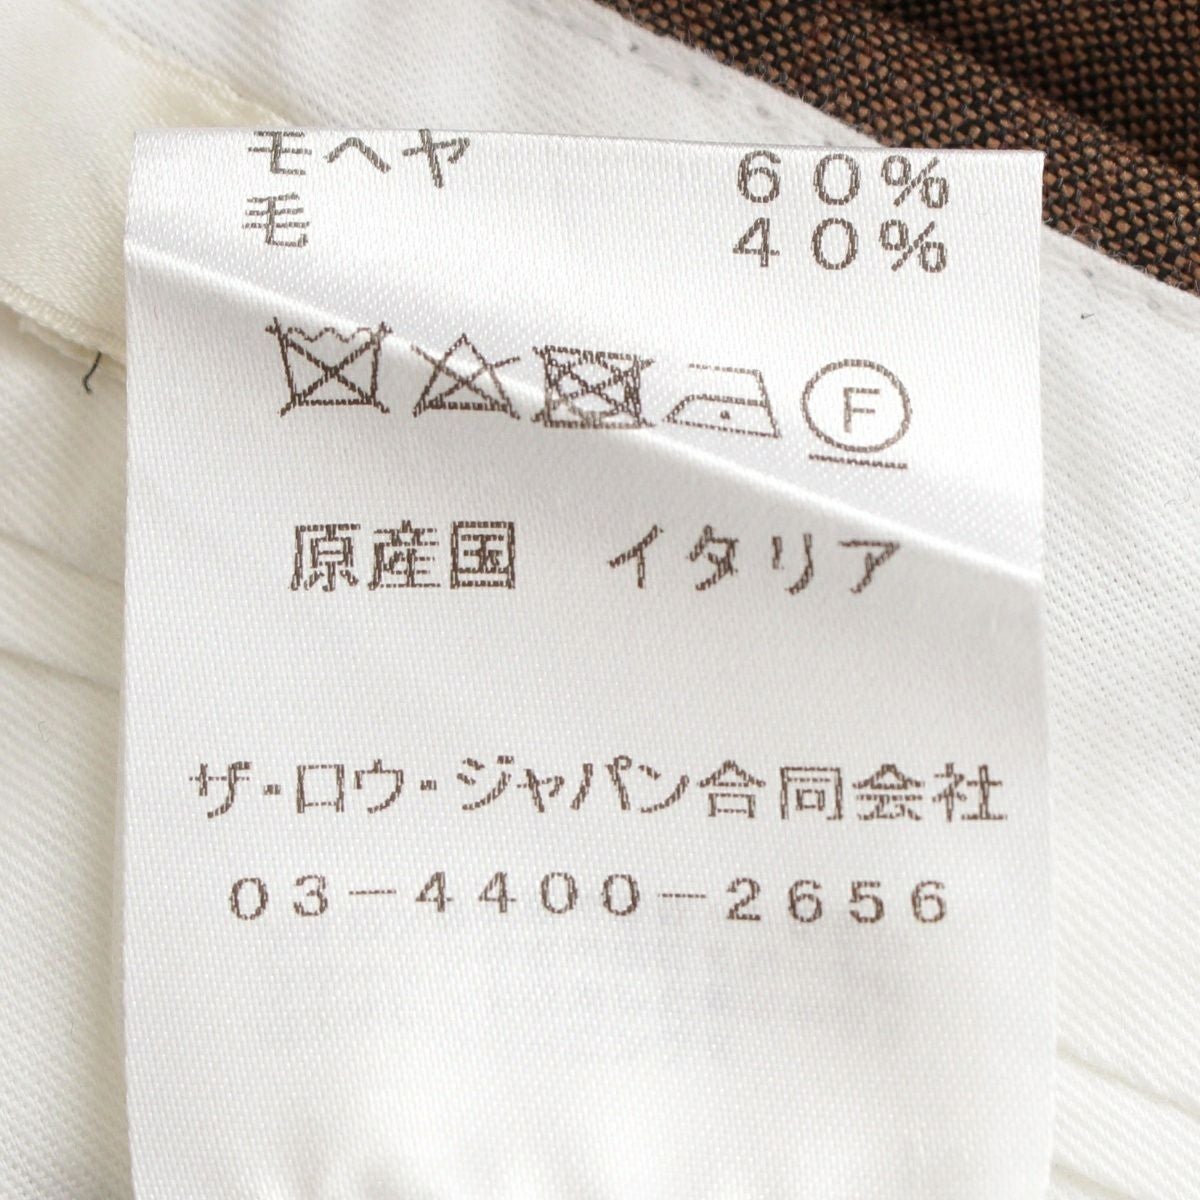 モヘヤ 60%
毛 40%
F
原産国 イタリア
ザ・ロウ・ジャパン合同会社
03-4400-2656